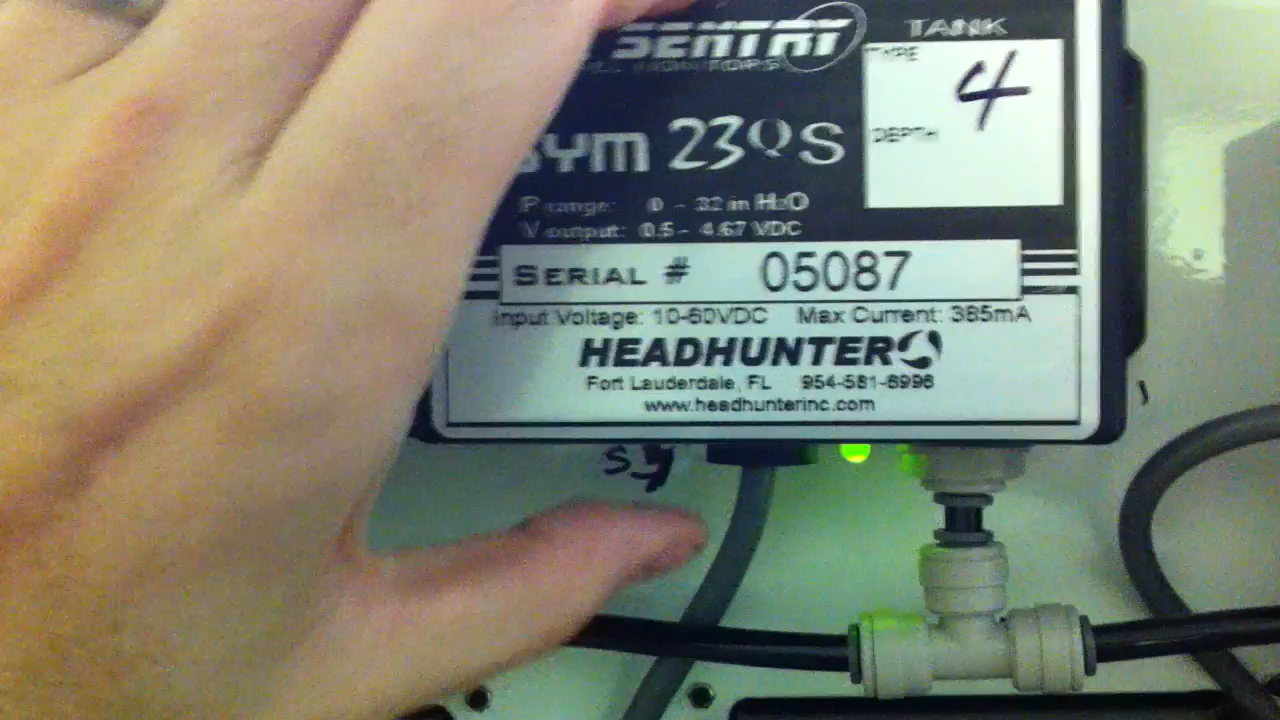 SENTRY
TANK
TYPE 4
DEPTH
23QS
P range: 0 - 32 in H2O
V output: 0.5 - 4.67 VDC
SERIAL # 05087
Input Voltage: 10-60VDC Max Current: 385mA
HEADHUNTER
Fort Lauderdale, FL 954-581-6996
www.headhunterinc.com